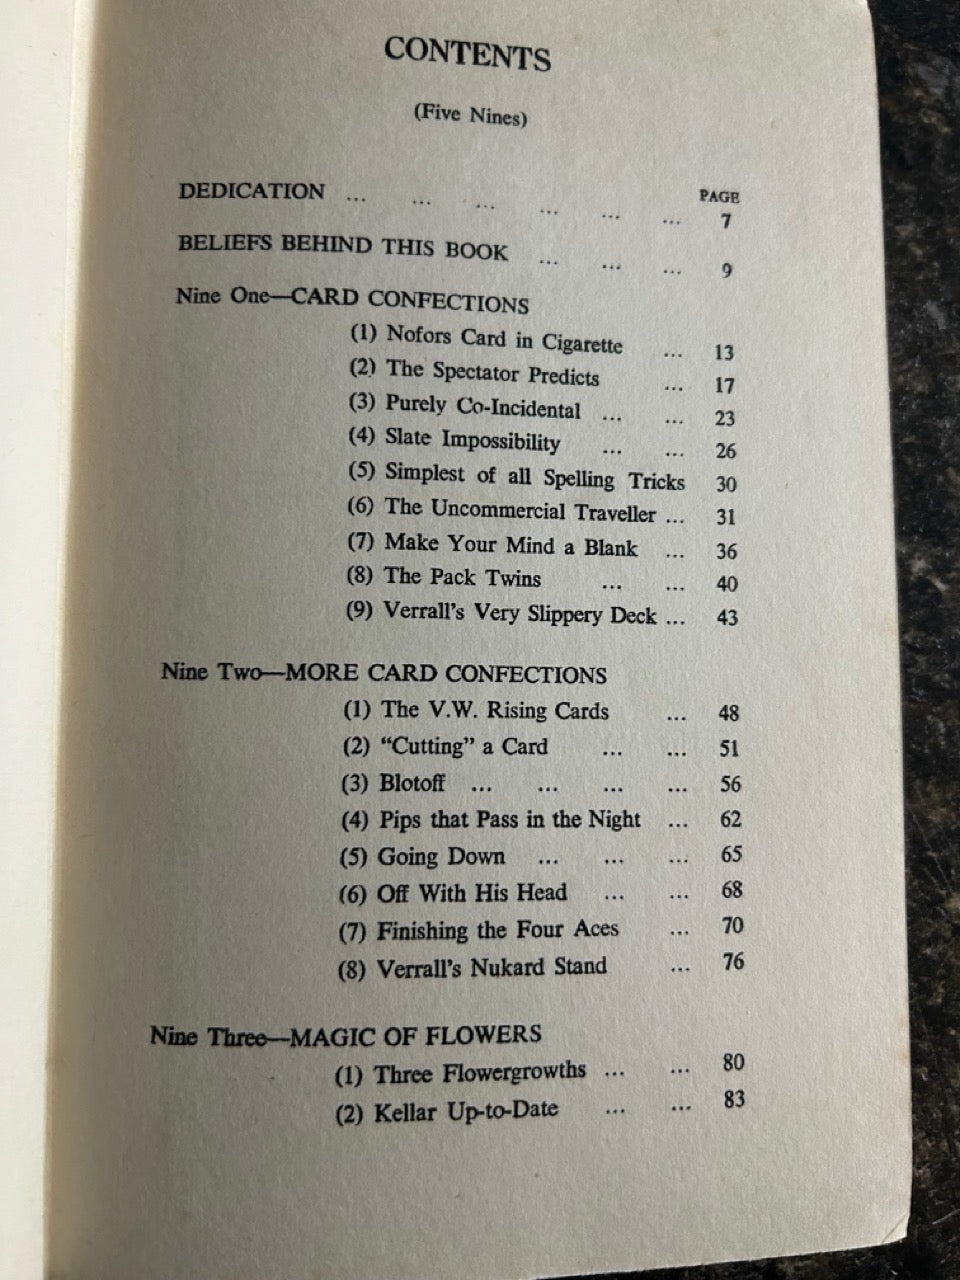 CONTENTS
(Five Nines)
PAGE
DEDICATION ... ... ... ... ... ... 7
BELIEFS BEHIND THIS BOOK ... ... ... 9
Nine One—CARD CONFECTIONS
(1) Nofors Card in Cigarette ... 13
(2) The Spectator Predicts ... 17
(3) Purely Co-Incidental ... ... 23
(4) Slate Impossibility ... ... 26
(5) Simplest of all Spelling Tricks 30
(6) The Uncommercial Traveller ... 31
(7) Make Your Mind a Blank ... 36
(8) The Pack Twins ... ... 40
(9) Verrall's Very Slippery Deck ... 43
Nine Two—MORE CARD CONFECTIONS
(1) The V.W. Rising Cards ... 48
(2) "Cutting" a Card ... ... 51
(3) Blotoff ... ... ... ... 56
(4) Pips that Pass in the Night ... 62
(5) Going Down ... ... ... 65
(6) Off With His Head ... ... 68
(7) Finishing the Four Aces ... 70
(8) Verrall's Nukard Stand ... 76
Nine Three—MAGIC OF FLOWERS
(1) Three Flowergrowths ... ... 80
(2) Kellar Up-to-Date ... ... 83